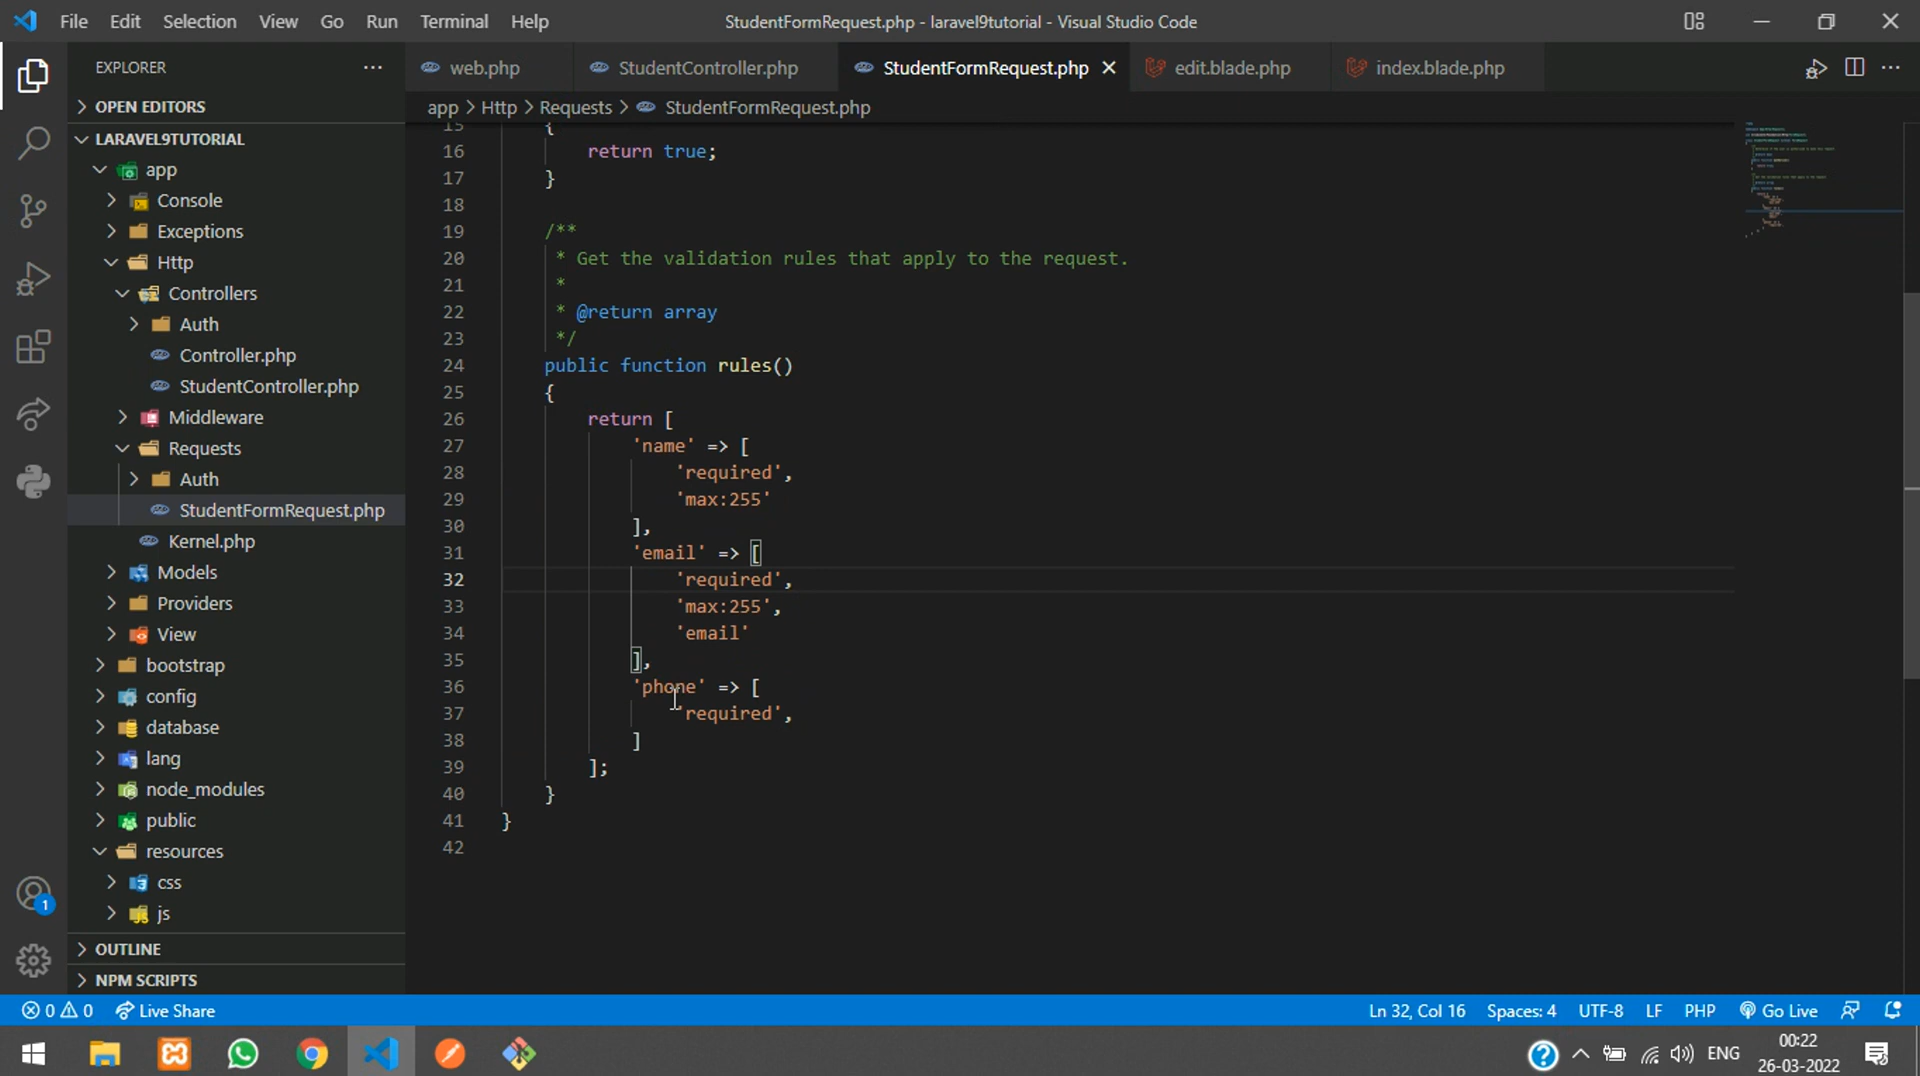 File Edit Selection View Go Run Terminal Help
StudentFormRequest.php - laravel9tutorial - Visual Studio Code
EXPLORER
web.php StudentController.php StudentFormRequest.php edit.blade.php index.blade.php
app > Http > Requests > StudentFormRequest.php
OPEN EDITORS
LARAVEL9TUTORIAL
app
Console
Exceptions
Http
Controllers
Auth
Controller.php
StudentController.php
Middleware
Requests
Auth
StudentFormRequest.php
Kernel.php
Models
Providers
View
bootstrap
config
database
lang
node_modules
public
resources
css
js
OUTLINE
NPM SCRIPTS
15 {
16 return true;
17 }
18
19 /**
20 * Get the validation rules that apply to the request.
21 *
22 * @return array
23 */
24 public function rules()
25 {
26 return [
27 'name' => [
28 'required',
29 'max:255'
30 ],
31 'email' => [
32 'required',
33 'max:255',
34 'email'
35 ],
36 'phone' => [
37 'required',
38 ]
39 ];
40 }
41 }
42
0 0 Live Share
Ln 32, Col 16 Spaces: 4 UTF-8 LF PHP Go Live
1
ENG
00:22
26-03-2022